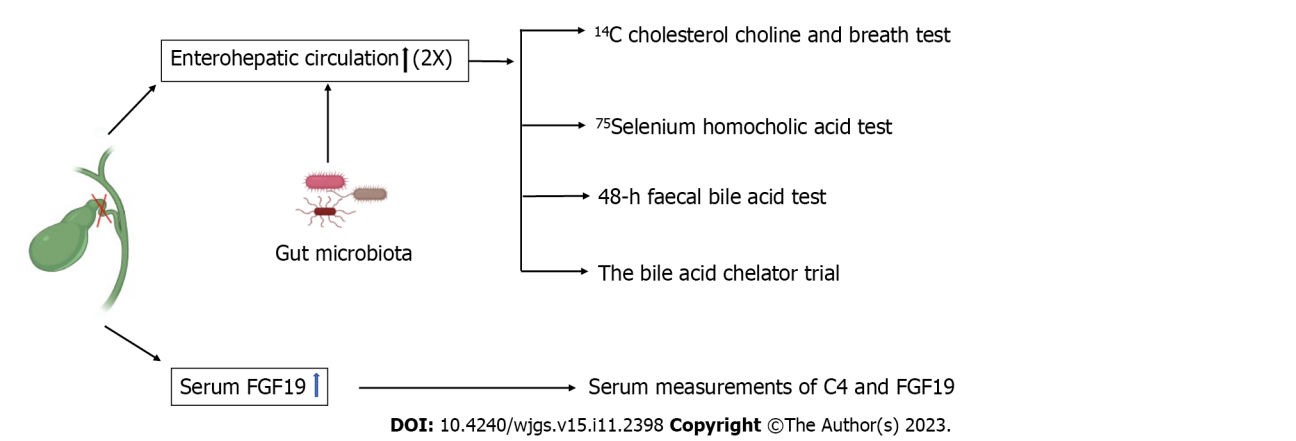 Enterohepatic circulation (2X)
¹⁴C cholesterol choline and breath test
⁷⁵Selenium homocholic acid test
48-h faecal bile acid test
Gut microbiota
The bile acid chelator trial
Serum FGF19
Serum measurements of C4 and FGF19
DOI: 10.4240/wjgs.v15.i11.2398 Copyright ©The Author(s) 2023.